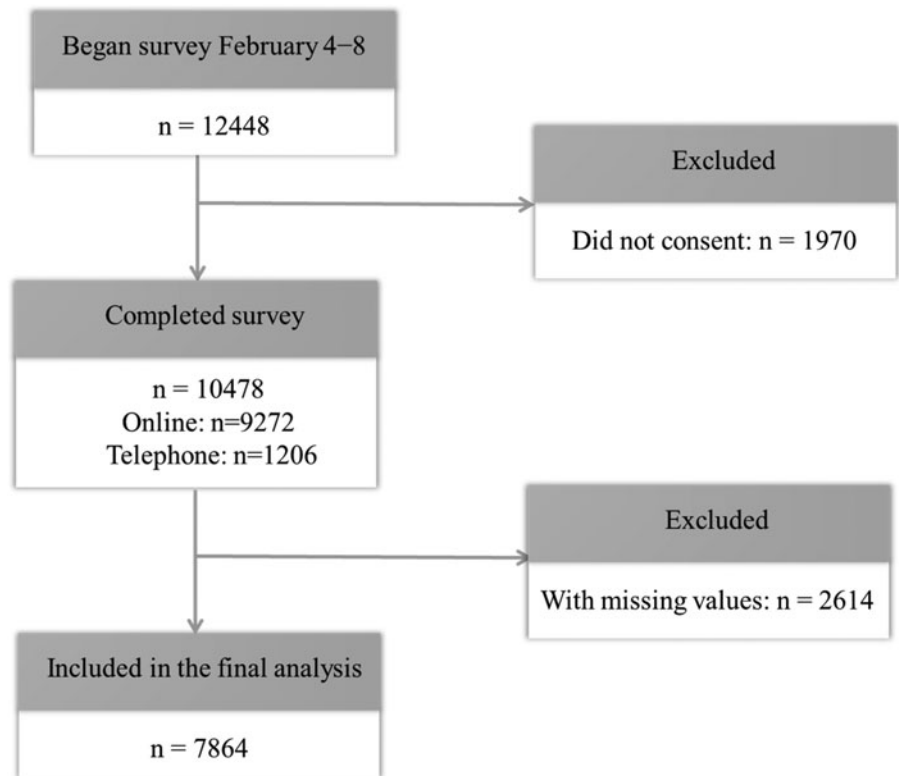 Began survey February 4−8
n = 12448
Excluded
Did not consent: n = 1970
Completed survey
n = 10478
Online: n=9272
Telephone: n=1206
Excluded
With missing values: n = 2614
Included in the final analysis
n = 7864